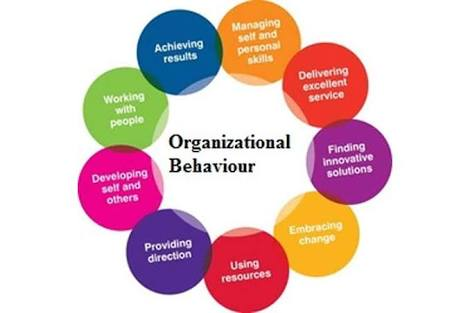 Organizational
Behaviour
Managing
self and
personal
skills
Delivering
excellent
service
Finding
innovative
solutions
Embracing
change
Using
resources
Providing
direction
Developing
self and
others
Working
with
people
Achieving
results